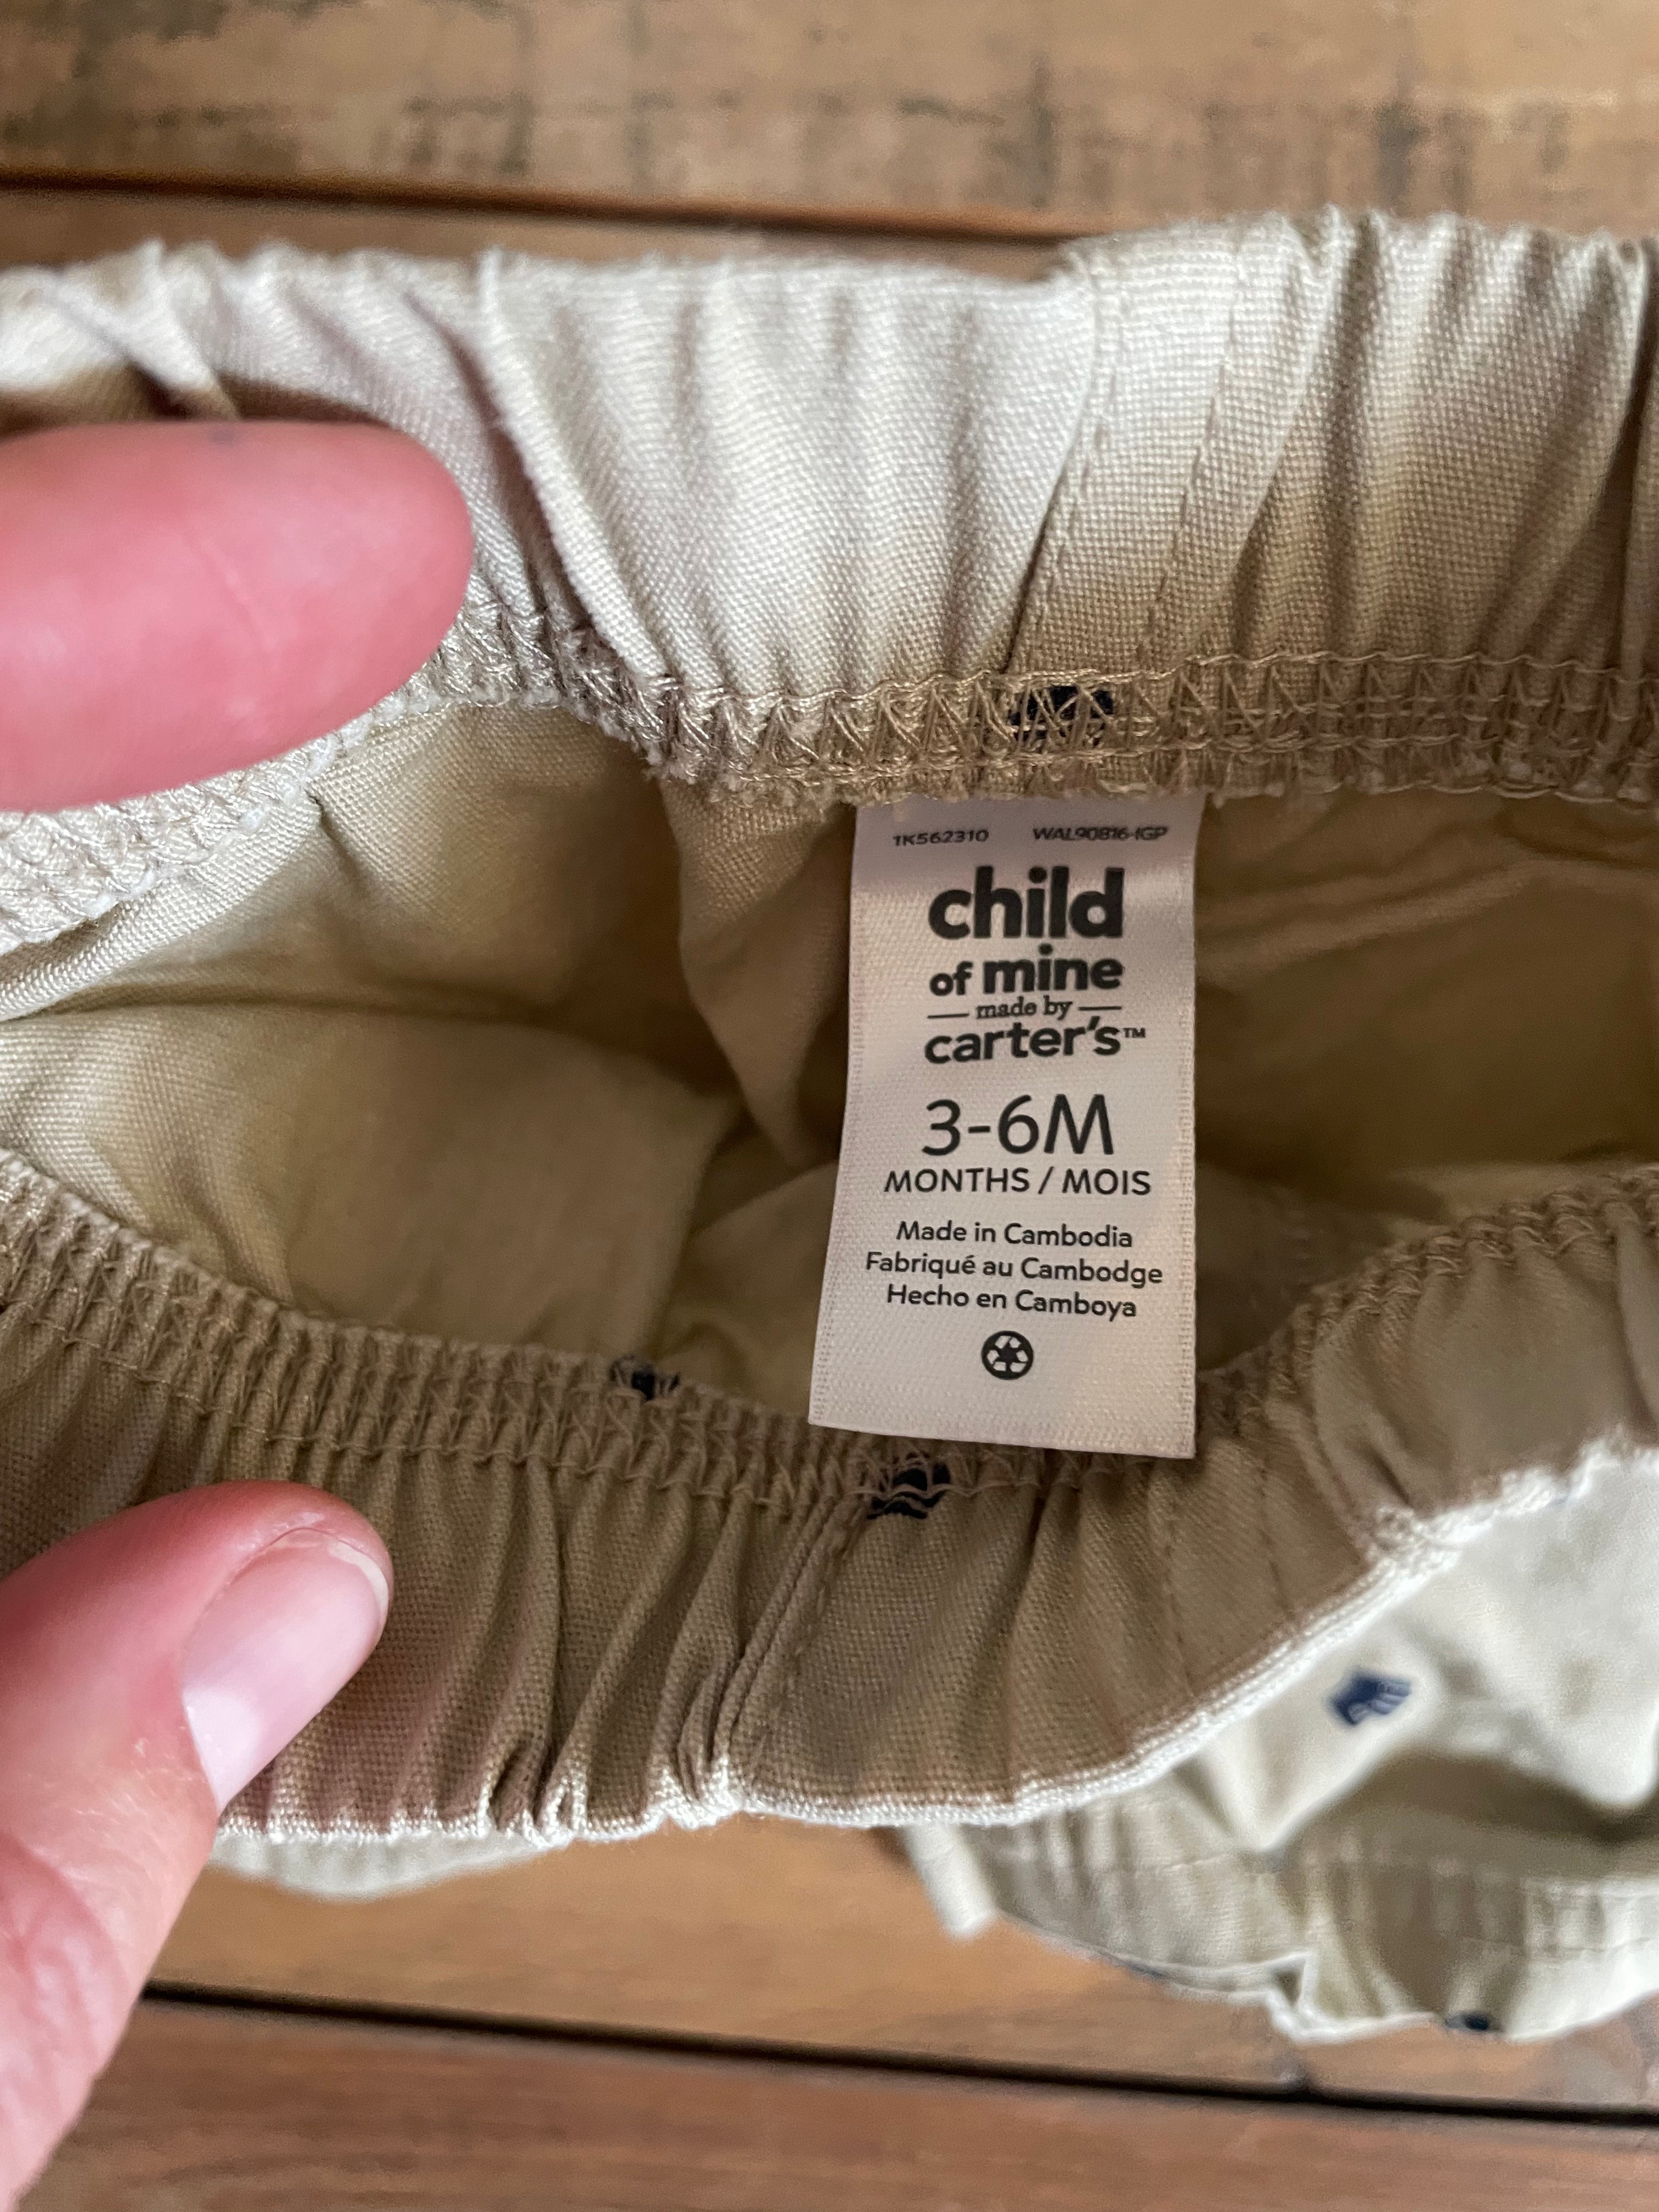 1K562310 WAL90816-IGP
child
of mine
made by
carter's™
3-6M
MONTHS / MOIS
Made in Cambodia
Fabriqué au Cambodge
Hecho en Camboya